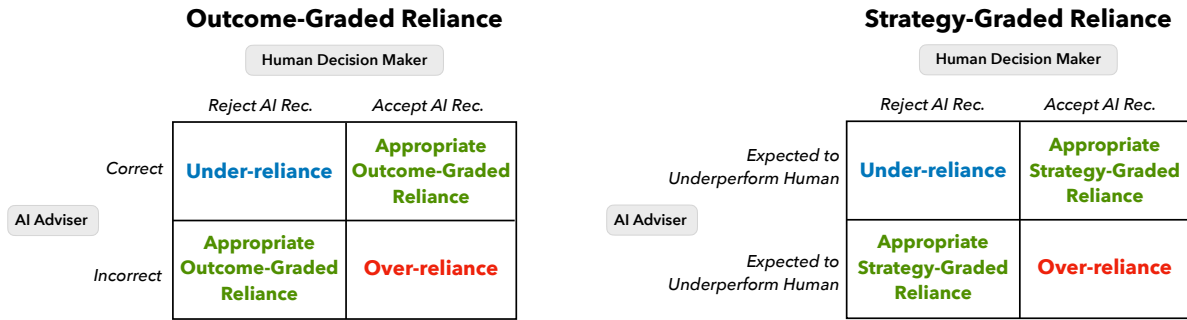 Outcome-Graded Reliance
Human Decision Maker
Reject AI Rec.
Accept AI Rec.
Correct
Under-reliance
Appropriate
Outcome-Graded
Reliance
AI Adviser
Incorrect
Appropriate
Outcome-Graded
Reliance
Over-reliance
Strategy-Graded Reliance
Human Decision Maker
Reject AI Rec.
Accept AI Rec.
Expected to
Underperform Human
Under-reliance
Appropriate
Strategy-Graded
Reliance
AI Adviser
Expected to
Underperform Human
Appropriate
Strategy-Graded
Reliance
Over-reliance